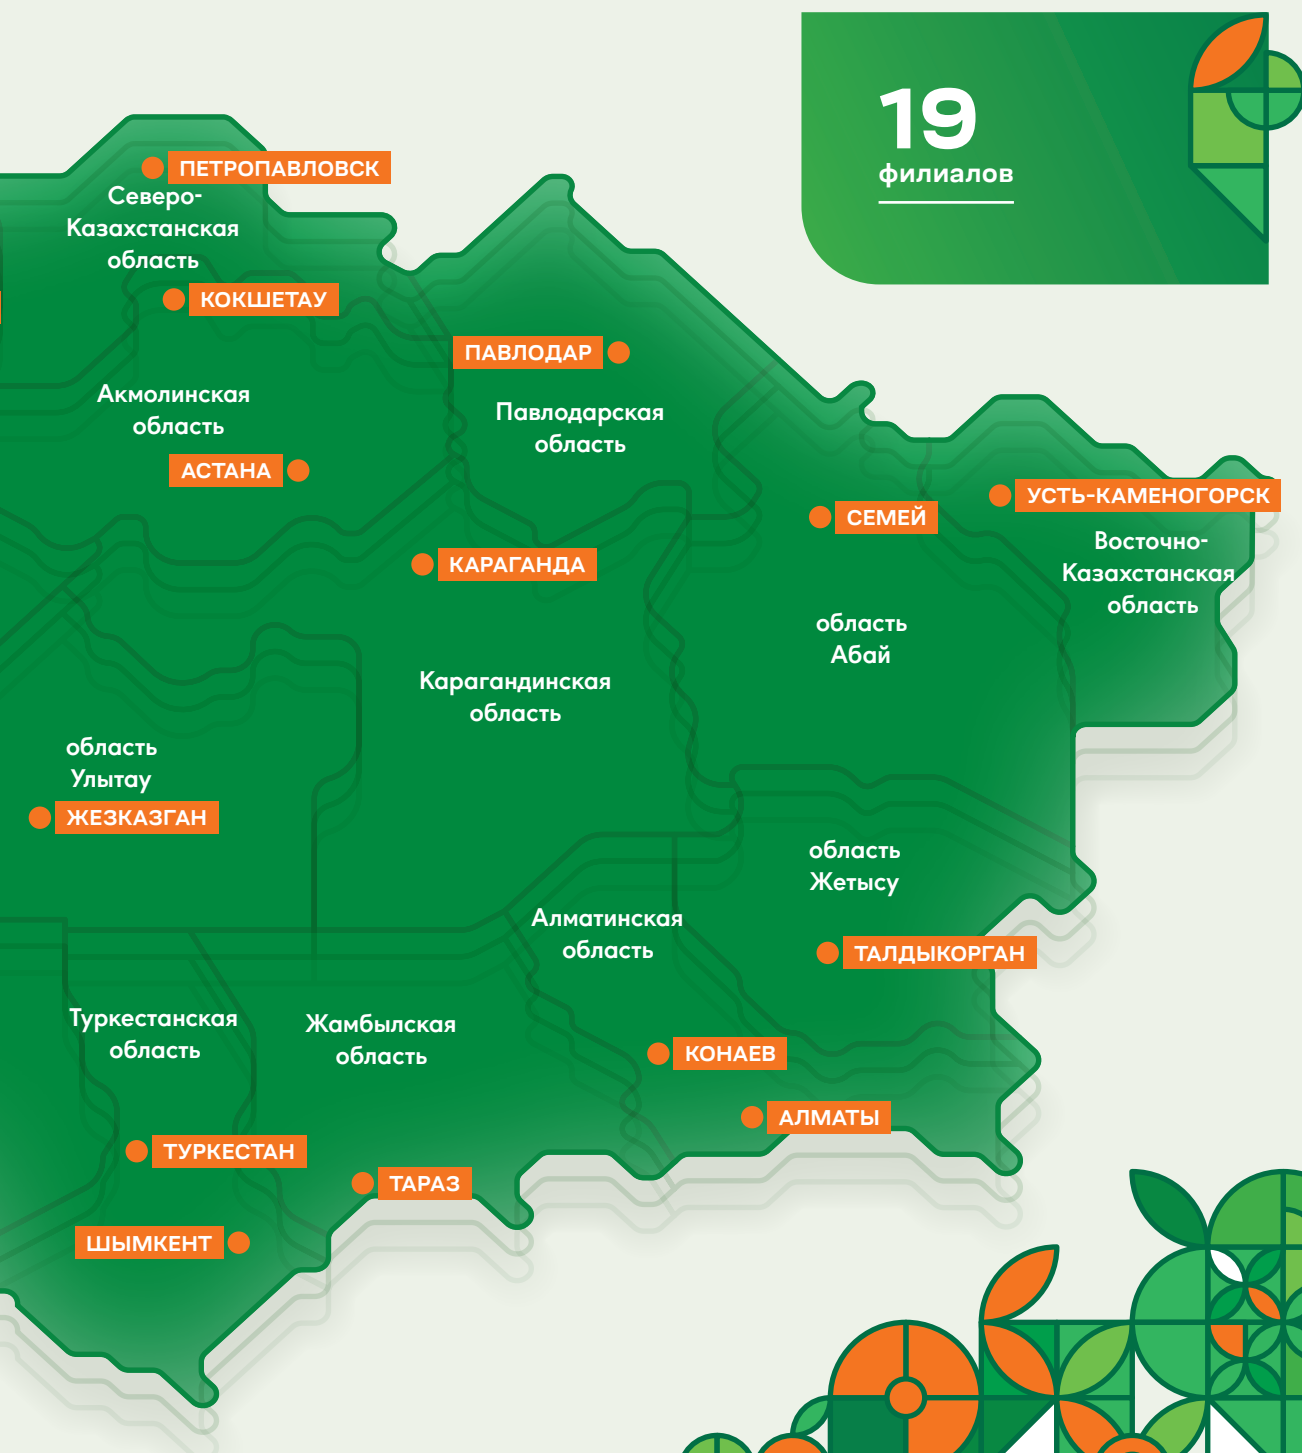 19
филиалов
ПЕТРОПАВЛОВСК
Северо-
Казахстанская
область
КОКШЕТАУ
ПАВЛОДАР
Акмолинская
область
Павлодарская
область
АСТАНА
УСТЬ-КАМЕНОГОРСК
СЕМЕЙ
Восточно-
Казахстанская
область
КАРАГАНДА
область
Абай
Карагандинская
область
область
Улытау
ЖЕЗКАЗГАН
область
Жетысу
Алматинская
область
ТАЛДЫКОРГАН
Туркестанская
область
Жамбылская
область
КОНАЕВ
АЛМАТЫ
ТУРКЕСТАН
ТАРАЗ
ШЫМКЕНТ